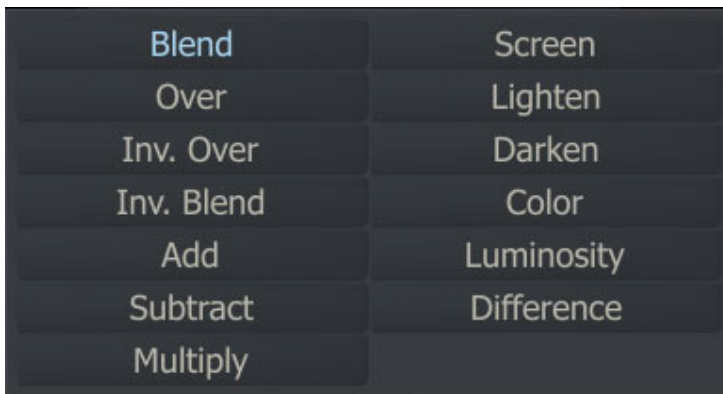 Blend
Over
Inv. Over
Inv. Blend
Add
Subtract
Multiply
Screen
Lighten
Darken
Color
Luminosity
Difference